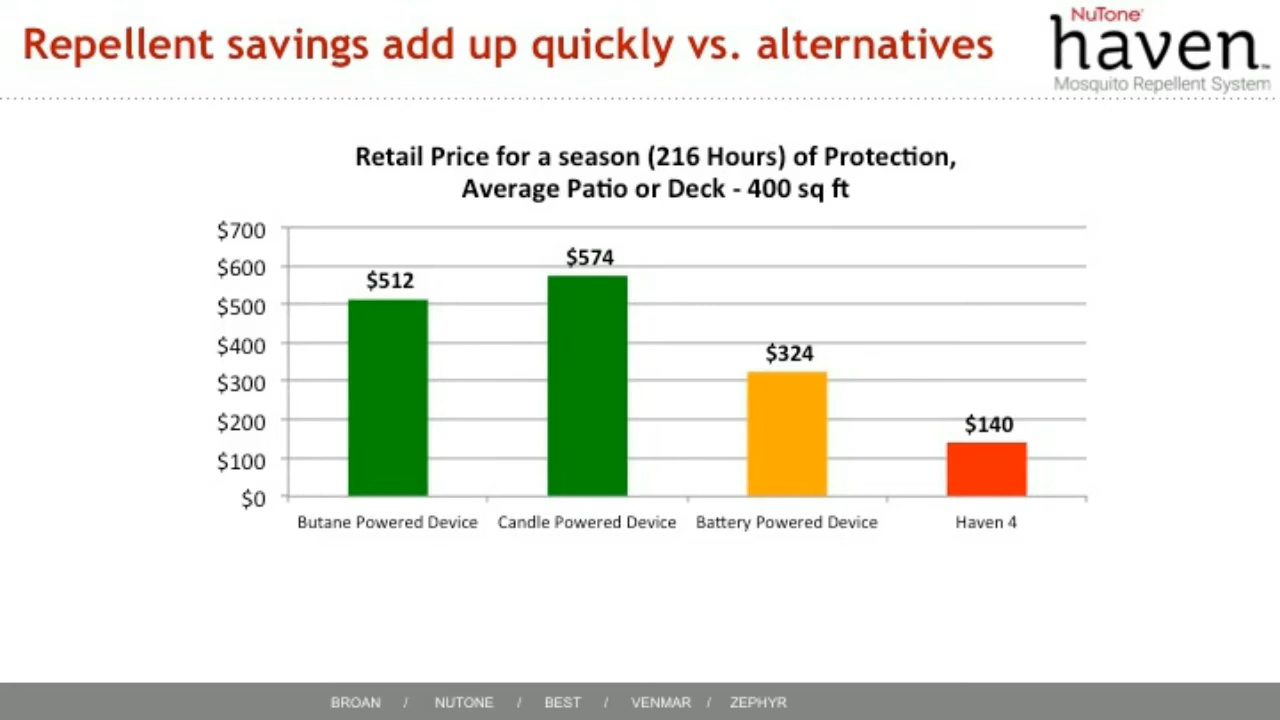 Repellent savings add up quickly vs. alternatives
NuTone
haven
Mosquito Repellent System
Retail Price for a season (216 Hours) of Protection,
Average Patio or Deck - 400 sq ft
$700
$600
$500
$400
$300
$200
$100
$0
$512
$574
$324
$140
Butane Powered Device
Candle Powered Device
Battery Powered Device
Haven 4
BROAN / NUTONE / BEST / VENMAR / ZEPHYR